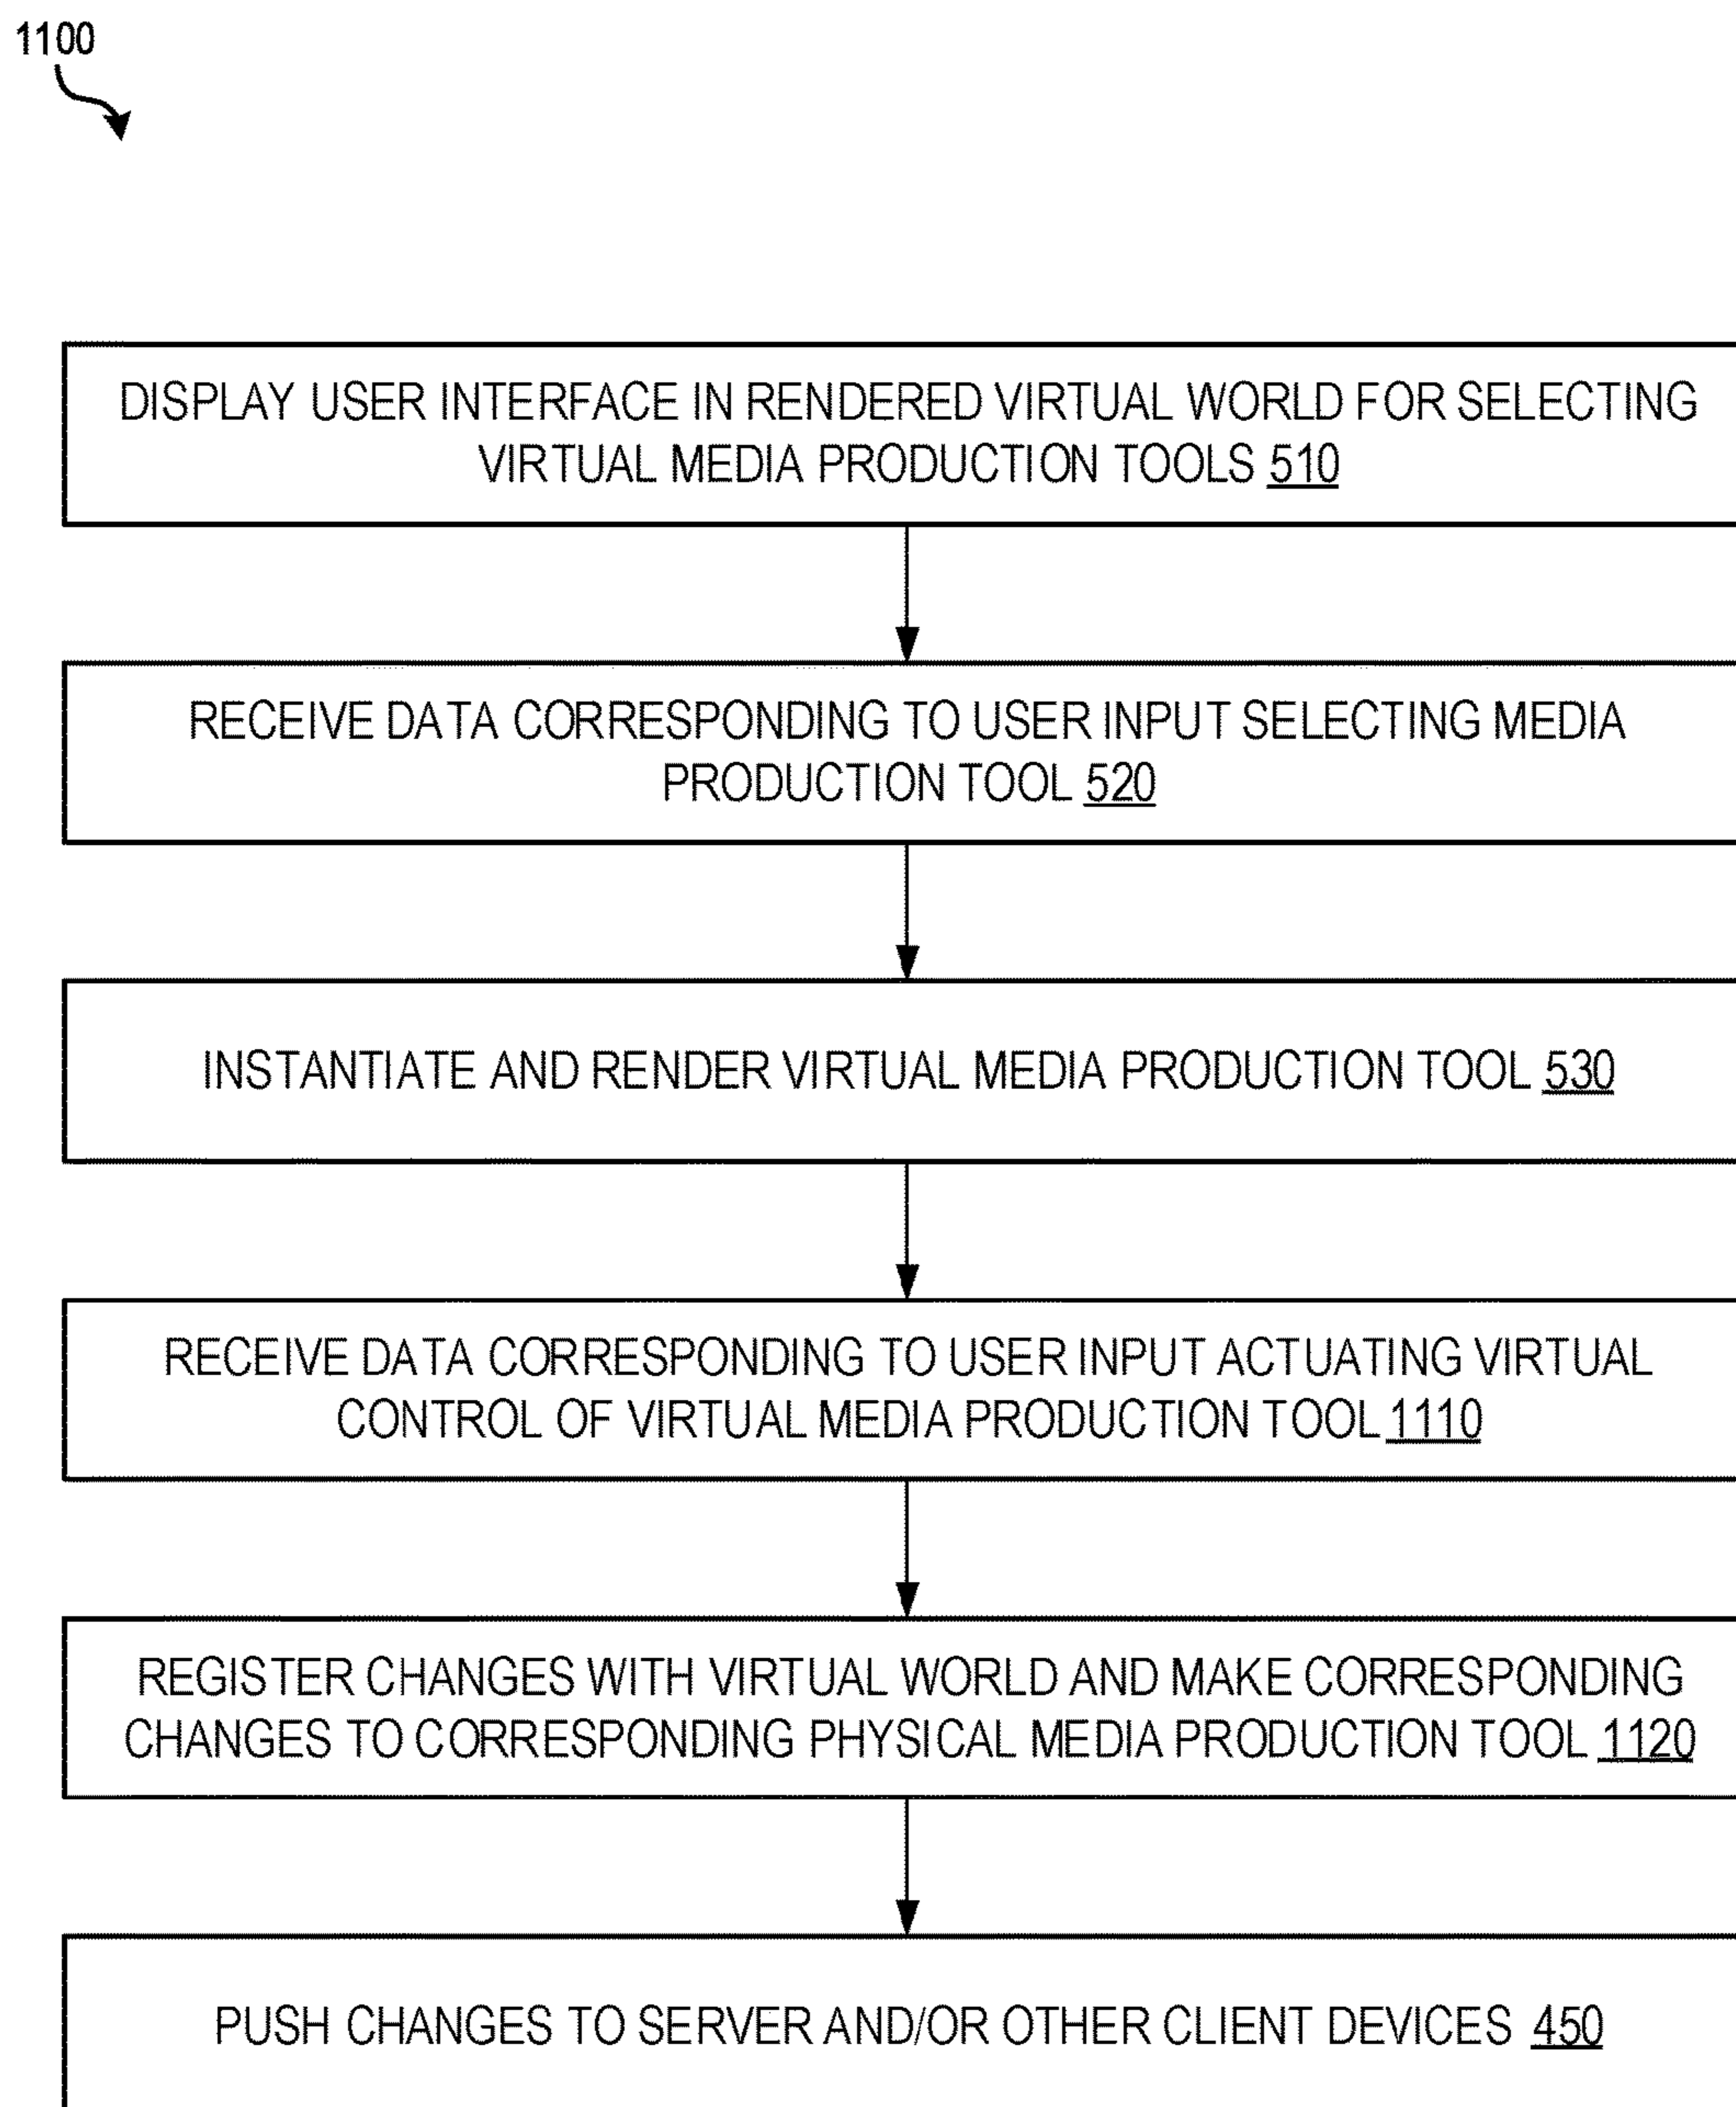 1100
DISPLAY USER INTERFACE IN RENDERED VIRTUAL WORLD FOR SELECTING
VIRTUAL MEDIA PRODUCTION TOOLS 510
RECEIVE DATA CORRESPONDING TO USER INPUT SELECTING MEDIA
PRODUCTION TOOL 520
INSTANTIATE AND RENDER VIRTUAL MEDIA PRODUCTION TOOL 530
RECEIVE DATA CORRESPONDING TO USER INPUT ACTUATING VIRTUAL
CONTROL OF VIRTUAL MEDIA PRODUCTION TOOL 1110
REGISTER CHANGES WITH VIRTUAL WORLD AND MAKE CORRESPONDING
CHANGES TO CORRESPONDING PHYSICAL MEDIA PRODUCTION TOOL 1120
PUSH CHANGES TO SERVER AND/OR OTHER CLIENT DEVICES 450